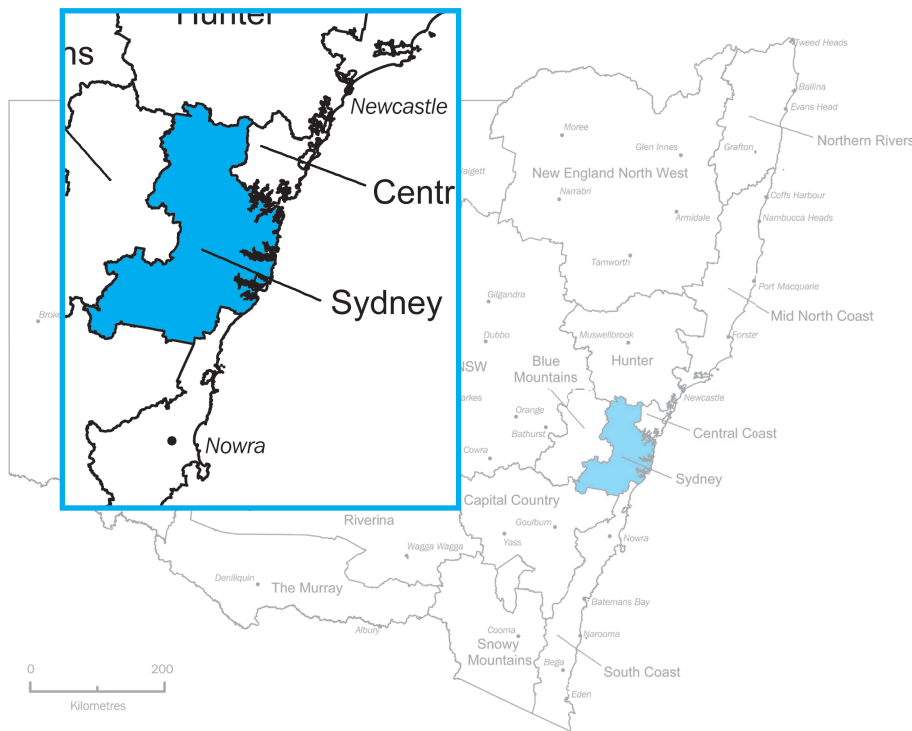 Hunter
ns
Newcastle
Centr
Sydney
Nowra
Tweed Heads
Ballina
Evans Head
Northern Rivers
Moree
Glen Innes
Grafton
New England North West
Narrabri
Armidale
Coffs Harbour
Nambucca Heads
Tamworth
Port Macquarie
Mid North Coast
Gilgandra
Dubbo
Muswellbrook
Forster
Hunter
NSW
Blue
Mountains
Newcastle
Orange
Bathurst
Central Coast
Cowra
Sydney
Capital Country
Goulburn
Yass
Nowra
Riverina
Wagga Wagga
Deniliquin
The Murray
Albury
Batemans Bay
Cooma
Narooma
Snowy
Mountains
Bega
South Coast
Eden
0 200
Kilometres